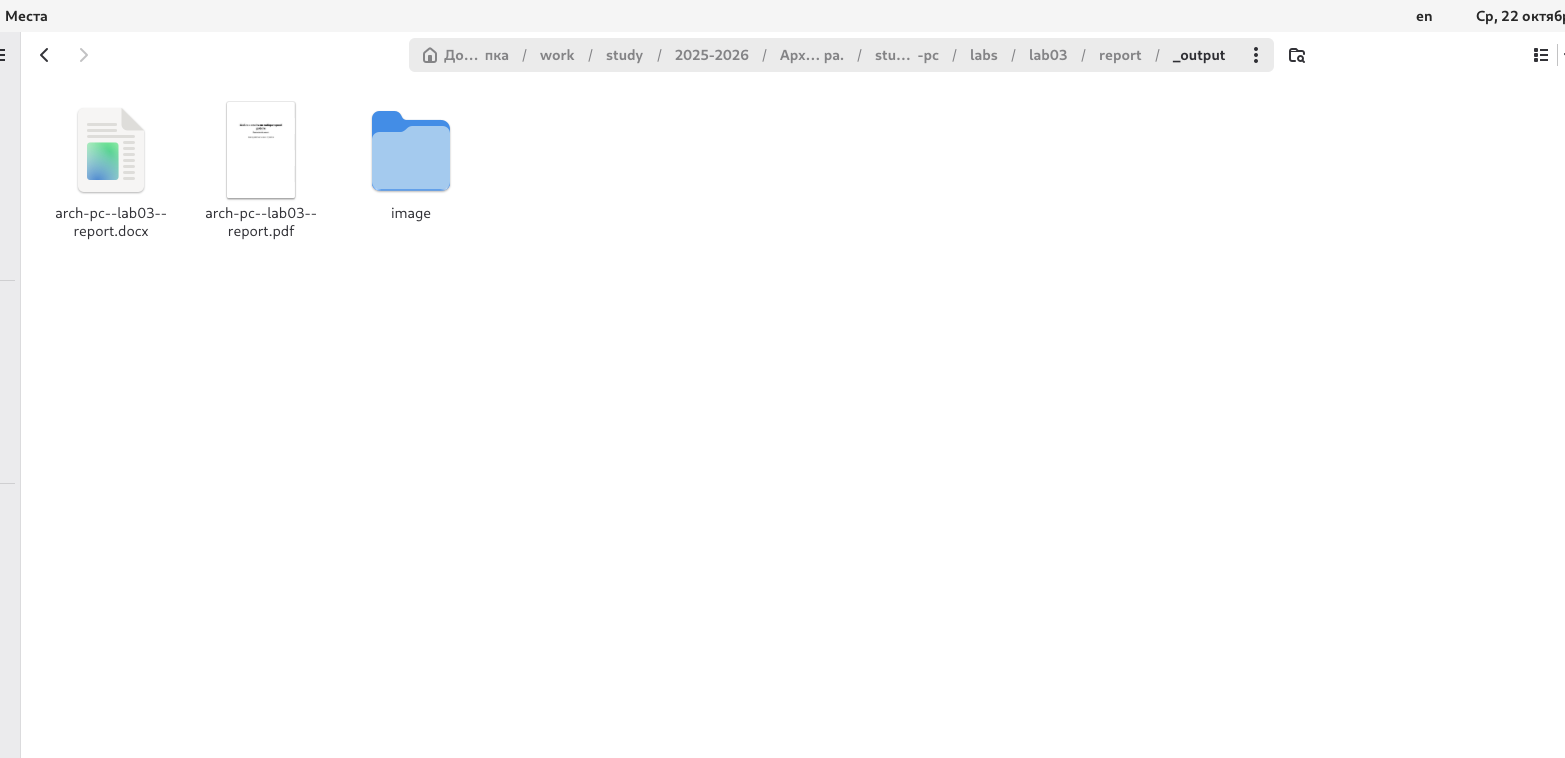 Места
en
Ср, 22 октяб
До… пка / work / study / 2025-2026 / Арх… ра. / stu… -pc / labs / lab03 / report / _output
arch-pc--lab03--
report.docx
arch-pc--lab03--
report.pdf
image